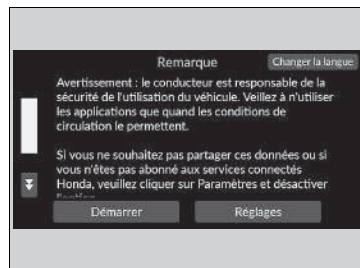 Remarque
Changer la langue
Avertissement : le conducteur est responsable de la
sécurité de l'utilisation du véhicule. Veillez à n'utiliser
les applications que quand les conditions de
circulation le permettent.
Si vous ne souhaitez pas partager ces données ou si
vous n'êtes pas abonné aux services connectés
Honda, veuillez cliquer sur Paramètres et désactiver
Démarrer
Réglages